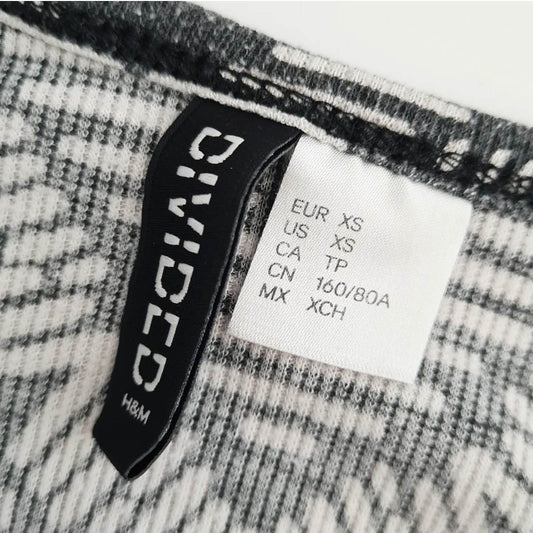 DIVIDED
H&M
EUR XS
US XS
CA TP
CN 160/80A
MX XCH